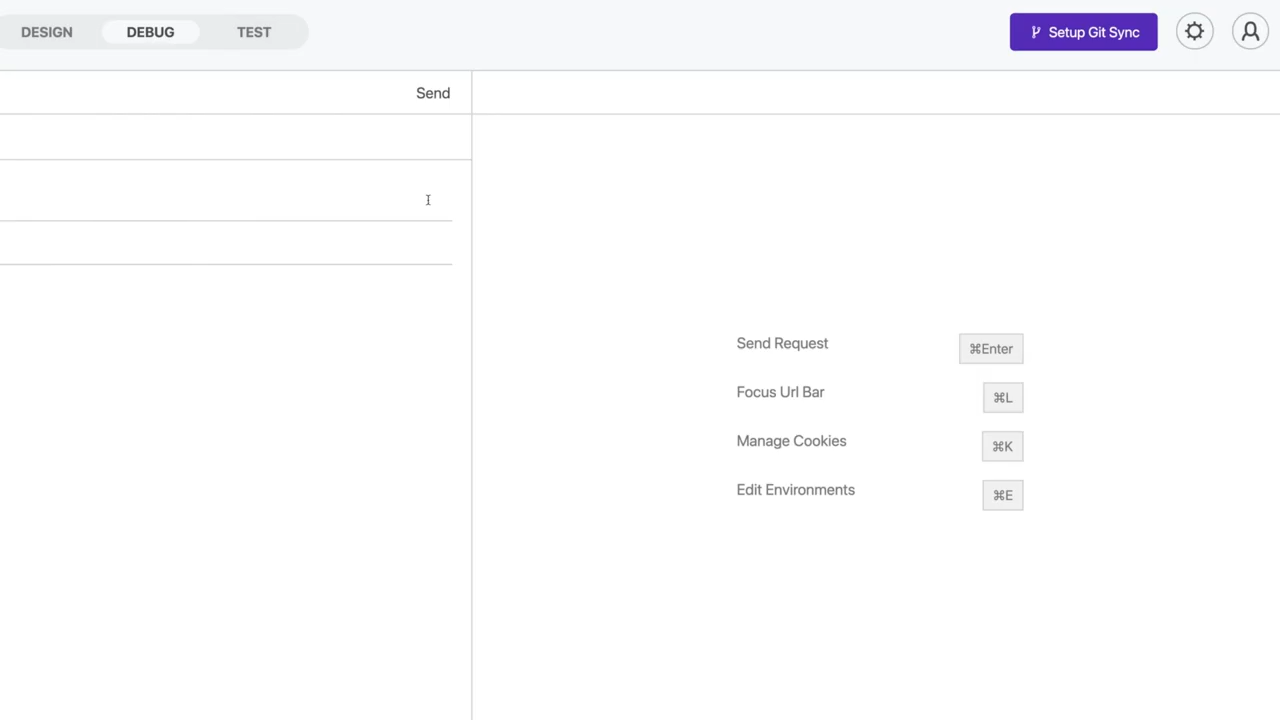 DESIGN DEBUG TEST Setup Git Sync
Send
Send Request ⌘Enter
Focus Url Bar ⌘L
Manage Cookies ⌘K
Edit Environments ⌘E